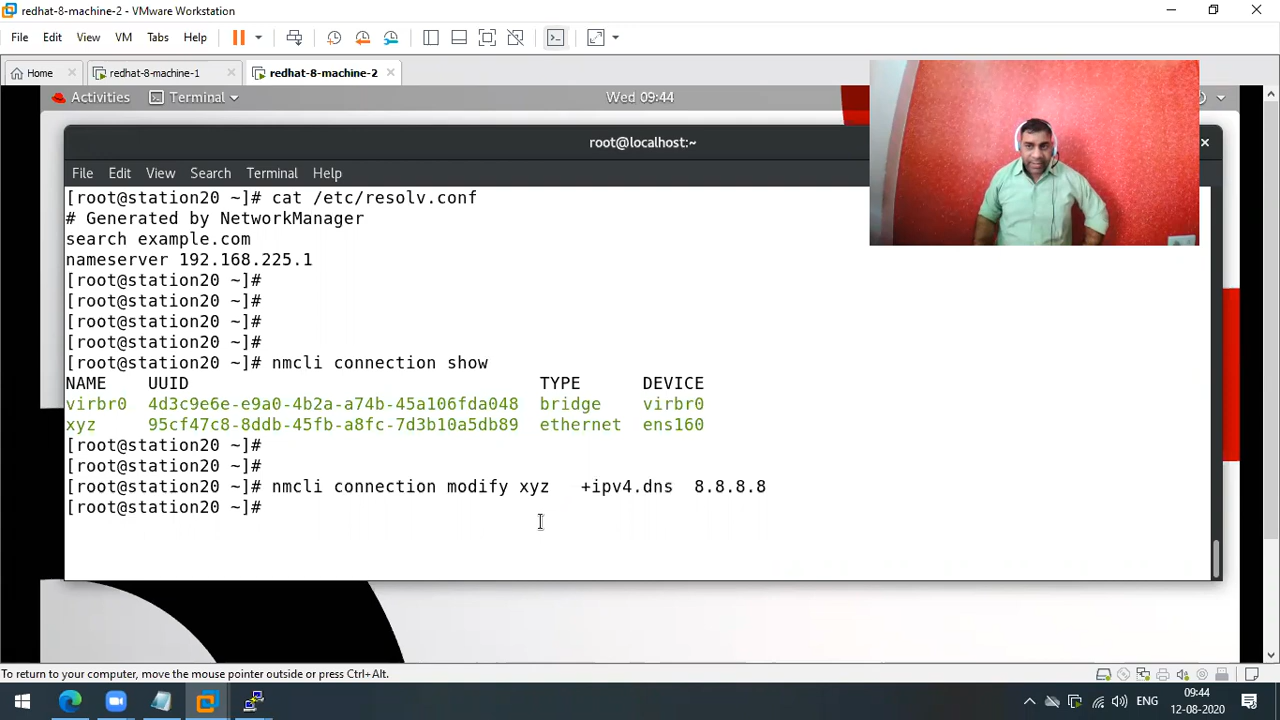 redhat-8-machine-2 - VMware Workstation
File Edit View VM Tabs Help
Home redhat-8-machine-1 redhat-8-machine-2
Activities Terminal Wed 09:44
root@localhost:~
File Edit View Search Terminal Help
[root@station20 ~]# cat /etc/resolv.conf
# Generated by NetworkManager
search example.com
nameserver 192.168.225.1
[root@station20 ~]#
[root@station20 ~]#
[root@station20 ~]#
[root@station20 ~]#
[root@station20 ~]# nmcli connection show
NAME UUID TYPE DEVICE
virbr0 4d3c9e6e-e9a0-4b2a-a74b-45a106fda048 bridge virbr0
xyz 95cf47c8-8ddb-45fb-a8fc-7d3b10a5db89 ethernet ens160
[root@station20 ~]#
[root@station20 ~]#
[root@station20 ~]# nmcli connection modify xyz +ipv4.dns 8.8.8.8
[root@station20 ~]#
To return to your computer, move the mouse pointer outside or press Ctrl+Alt.
ENG 09:44
12-08-2020